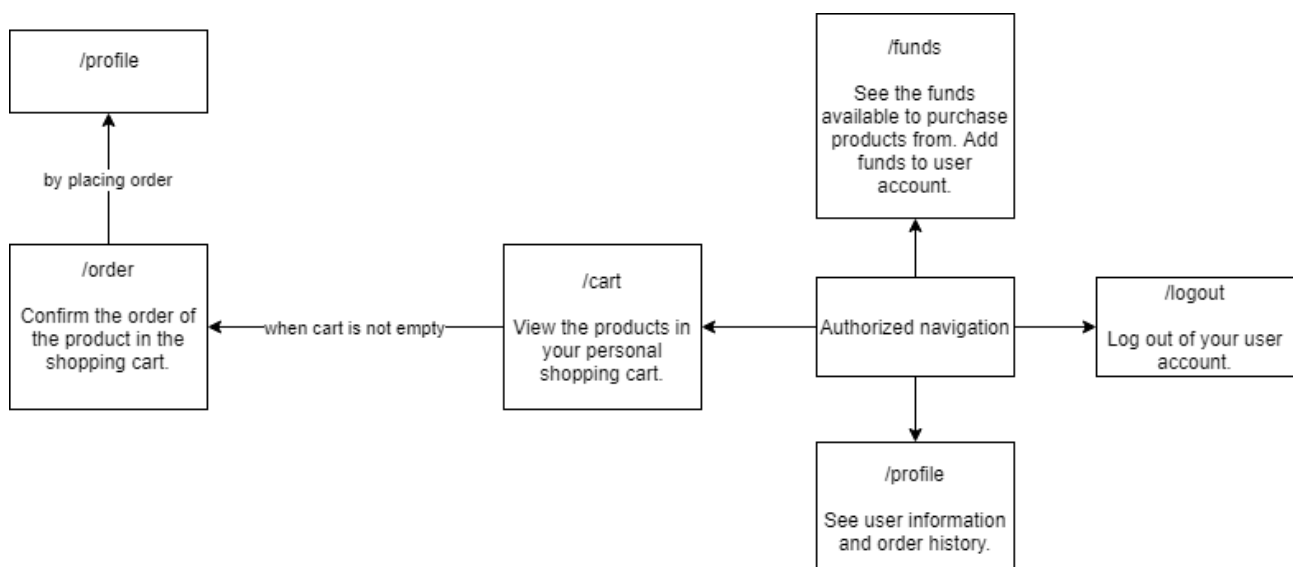 /profile
by placing order
/order
Confirm the order of
the product in the
shopping cart.
when cart is not empty
/cart
View the products in
your personal
shopping cart.
/funds
See the funds
available to purchase
products from. Add
funds to user
account.
Authorized navigation
/logout
Log out of your user
account.
/profile
See user information
and order history.